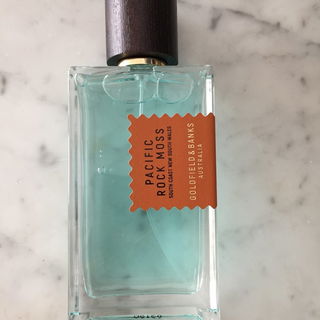 PACIFIC
ROCK MOSS
SOUTH COAST, NEW SOUTH WALES
GOLDFIELD & BANKS
AUSTRALIA